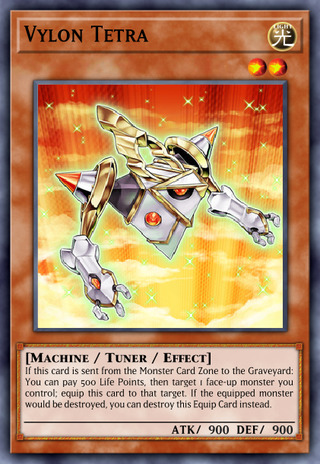 Vylon Tetra
LIGHT
光
[Machine / Tuner / Effect]
If this card is sent from the Monster Card Zone to the Graveyard:
You can pay 500 Life Points, then target 1 face-up monster you
control; equip this card to that target. If the equipped monster
would be destroyed, you can destroy this Equip Card instead.
ATK/ 900 DEF/ 900